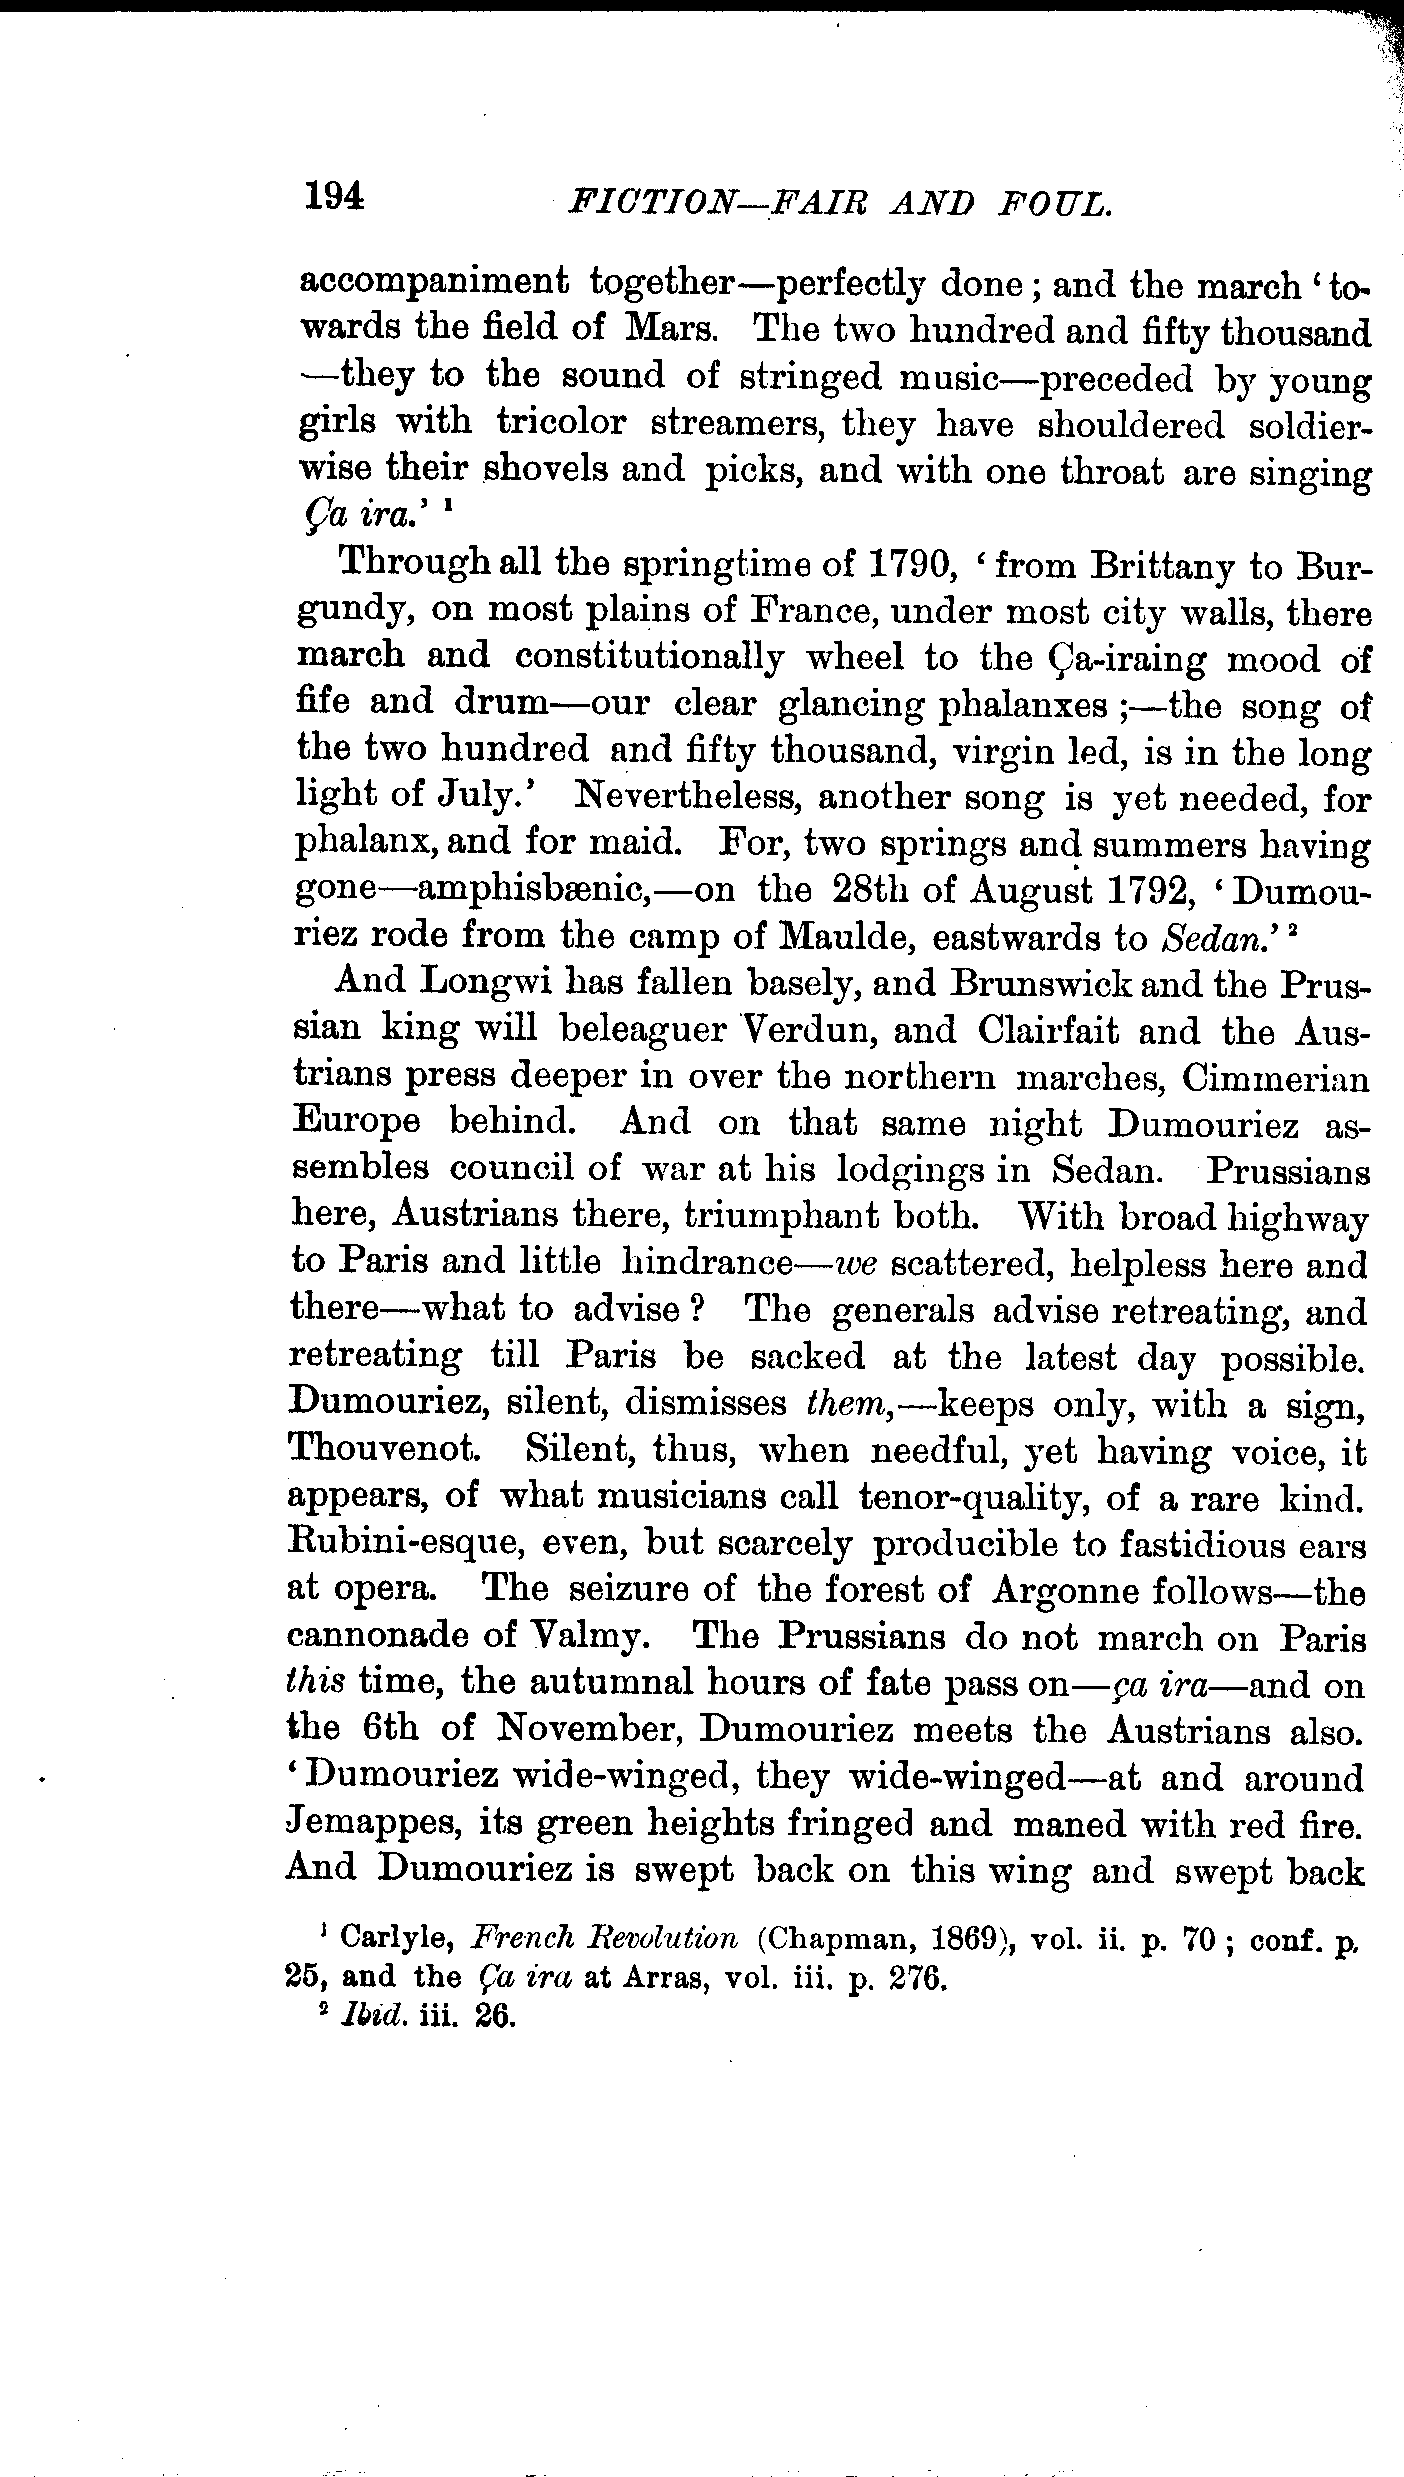 194 FICTION—FAIR AND FOUL.
accompaniment together—perfectly done; and the march ‘to-
wards the field of Mars. The two hundred and fifty thousand
—they to the sound of stringed music—preceded by young
girls with tricolor streamers, they have shouldered soldier-
wise their shovels and picks, and with one throat are singing
Ça ira.’ ¹
Through all the springtime of 1790, ‘from Brittany to Bur-
gundy, on most plains of France, under most city walls, there
march and constitutionally wheel to the Ça-iraing mood of
fife and drum—our clear glancing phalanxes;—the song of
the two hundred and fifty thousand, virgin led, is in the long
light of July.’ Nevertheless, another song is yet needed, for
phalanx, and for maid. For, two springs and summers having
gone—amphisbænic,—on the 28th of August 1792, ‘Dumou-
riez rode from the camp of Maulde, eastwards to Sedan.’ ²
And Longwi has fallen basely, and Brunswick and the Prus-
sian king will beleaguer Verdun, and Clairfait and the Aus-
trians press deeper in over the northern marches, Cimmerian
Europe behind. And on that same night Dumouriez as-
sembles council of war at his lodgings in Sedan. Prussians
here, Austrians there, triumphant both. With broad highway
to Paris and little hindrance—we scattered, helpless here and
there—what to advise? The generals advise retreating, and
retreating till Paris be sacked at the latest day possible.
Dumouriez, silent, dismisses them,—keeps only, with a sign,
Thouvenot. Silent, thus, when needful, yet having voice, it
appears, of what musicians call tenor-quality, of a rare kind.
Rubini-esque, even, but scarcely producible to fastidious ears
at opera. The seizure of the forest of Argonne follows—the
cannonade of Valmy. The Prussians do not march on Paris
this time, the autumnal hours of fate pass on—ça ira—and on
the 6th of November, Dumouriez meets the Austrians also.
‘Dumouriez wide-winged, they wide-winged—at and around
Jemappes, its green heights fringed and maned with red fire.
And Dumouriez is swept back on this wing and swept back
¹ Carlyle, French Revolution (Chapman, 1869), vol. ii. p. 70; conf. p.
25, and the Ça ira at Arras, vol. iii. p. 276.
² Ibid. iii. 26.